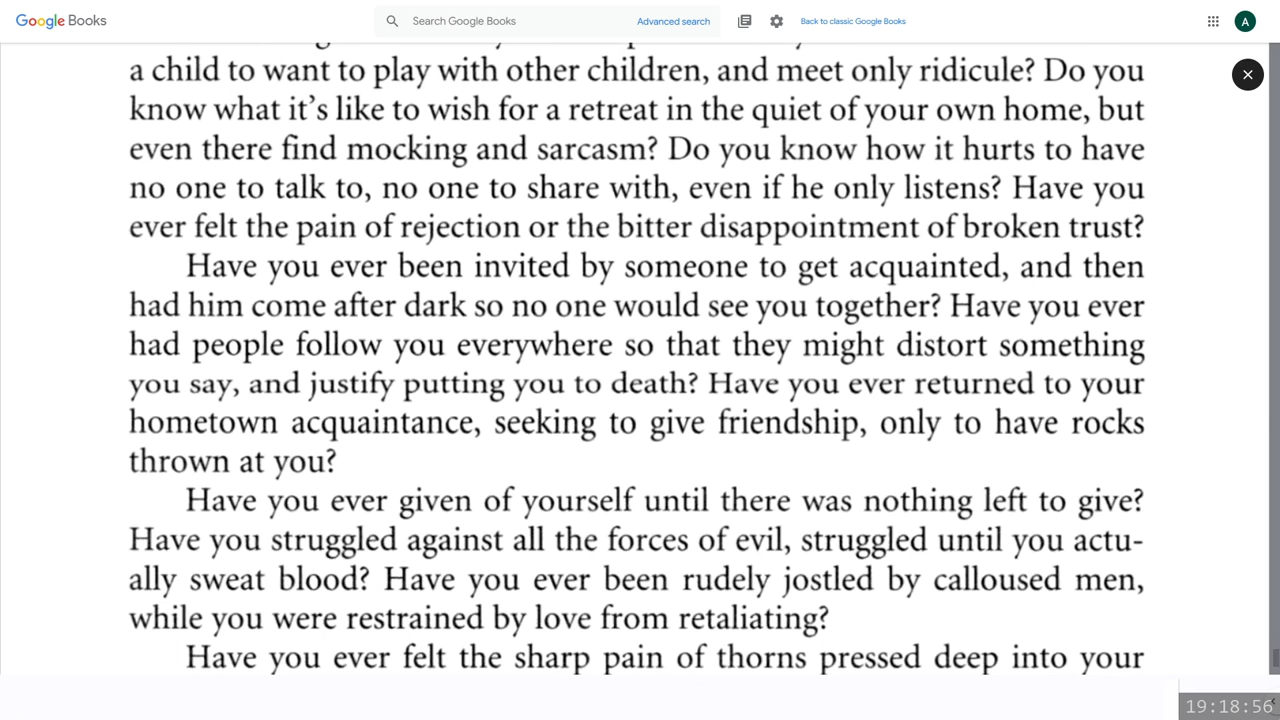 Google Books
Search Google Books
Advanced search
Back to classic Google Books
A
a child to want to play with other children, and meet only ridicule? Do you
know what it's like to wish for a retreat in the quiet of your own home, but
even there find mocking and sarcasm? Do you know how it hurts to have
no one to talk to, no one to share with, even if he only listens? Have you
ever felt the pain of rejection or the bitter disappointment of broken trust?
Have you ever been invited by someone to get acquainted, and then
had him come after dark so no one would see you together? Have you ever
had people follow you everywhere so that they might distort something
you say, and justify putting you to death? Have you ever returned to your
hometown acquaintance, seeking to give friendship, only to have rocks
thrown at you?
Have you ever given of yourself until there was nothing left to give?
Have you struggled against all the forces of evil, struggled until you actu-
ally sweat blood? Have you ever been rudely jostled by calloused men,
while you were restrained by love from retaliating?
Have you ever felt the sharp pain of thorns pressed deep into your
19:18:56